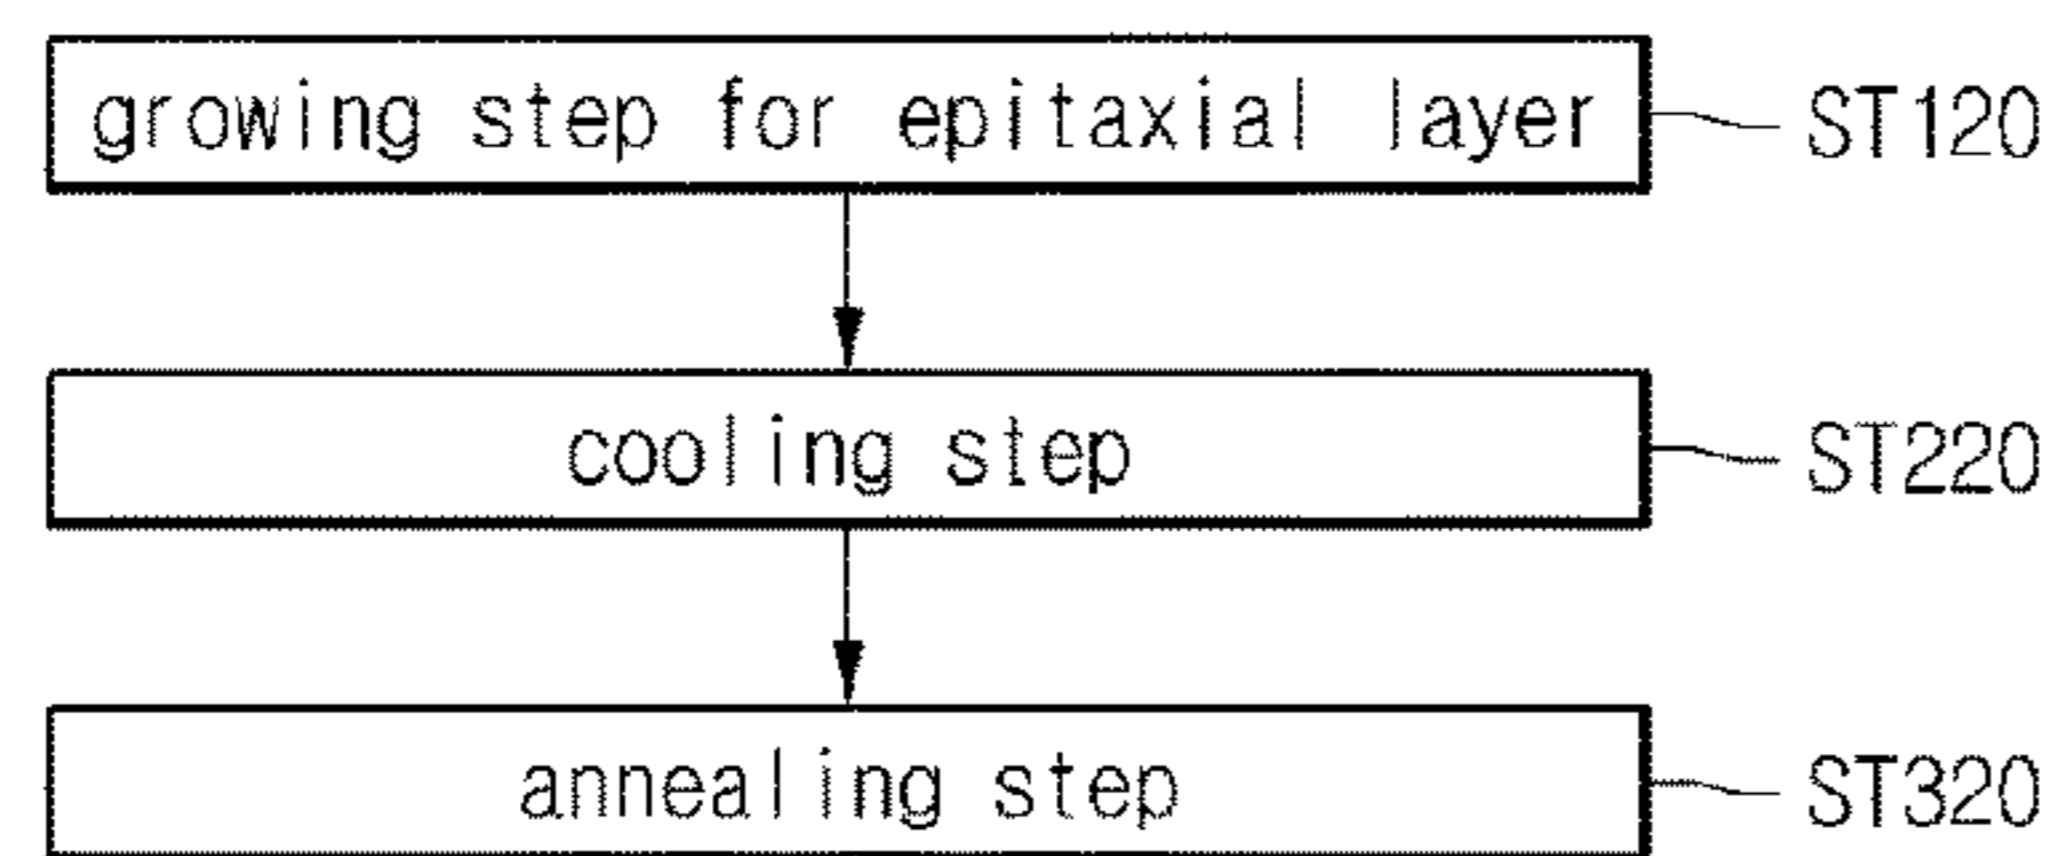 growing step for epitaxial layer ST120
cooling step ST220
annealing step ST320